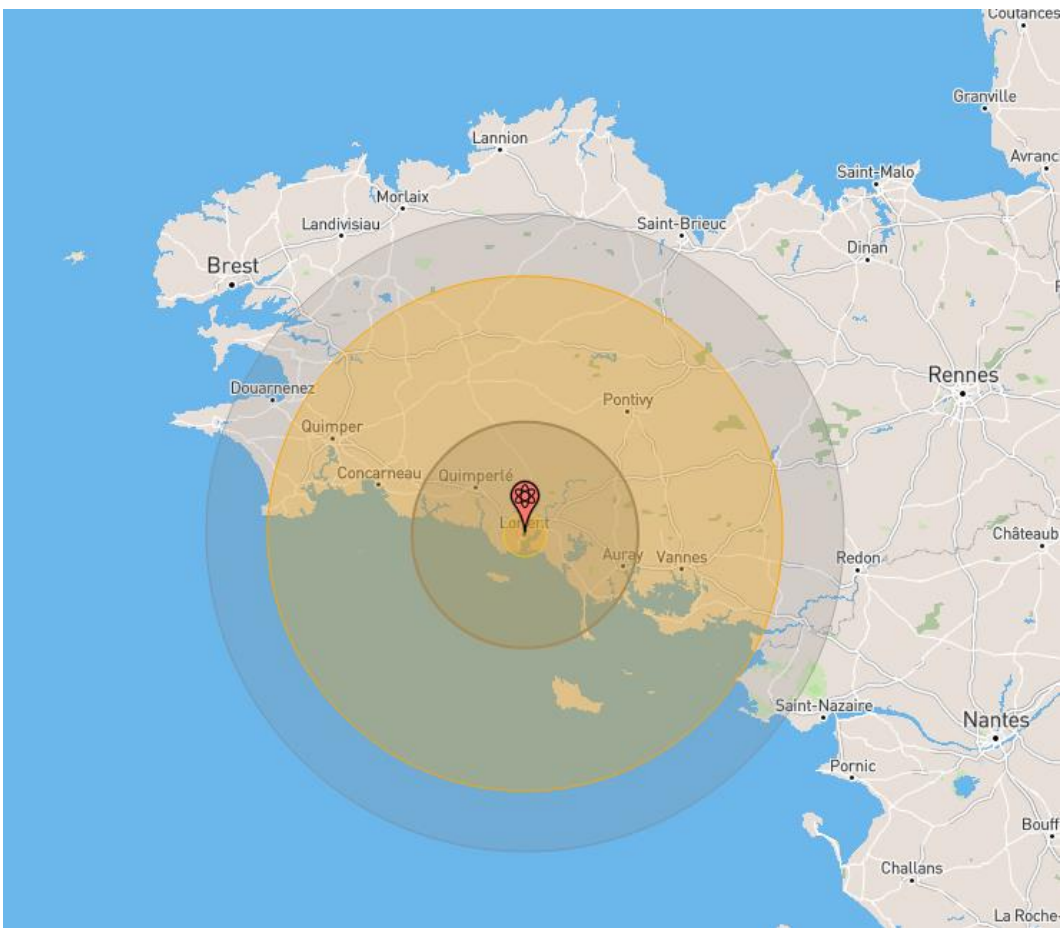 Coutances
Granville
Lannion
Avranc
Saint-Malo
Morlaix
Landivisiau
Saint-Brieuc
Dinan
Brest
Rennes
Douarnenez
Pontivy
Quimper
Concarneau
Quimperlé
Lorient
Châteaub
Auray
Vannes
Redon
Saint-Nazaire
Nantes
Pornic
Bouff
Challans
La Roche-